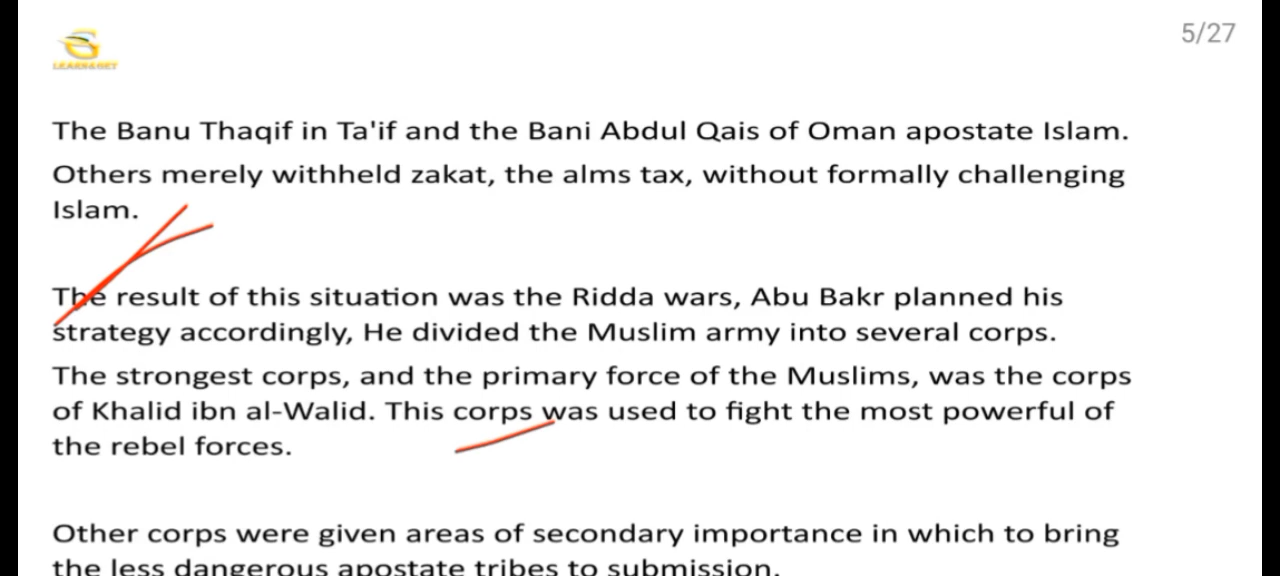 5/27
LEARN&GET
The Banu Thaqif in Ta'if and the Bani Abdul Qais of Oman apostate Islam.
Others merely withheld zakat, the alms tax, without formally challenging
Islam.
The result of this situation was the Ridda wars, Abu Bakr planned his
strategy accordingly, He divided the Muslim army into several corps.
The strongest corps, and the primary force of the Muslims, was the corps
of Khalid ibn al-Walid. This corps was used to fight the most powerful of
the rebel forces.
Other corps were given areas of secondary importance in which to bring
the less dangerous apostate tribes to submission.